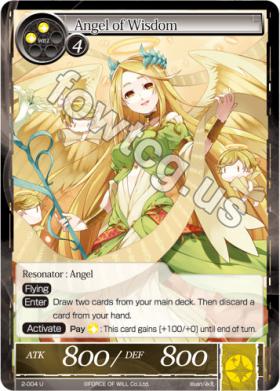 Angel of Wisdom
WILL
4
fowtcg.us
Resonator : Angel
Flying
Enter Draw two cards from your main deck. Then discard a
card from your hand.
Activate Pay : This card gains [+100/+0] until end of turn.
ATK 800/ DEF 800
2-004 U
©FORCE OF WILL Co.,Ltd.